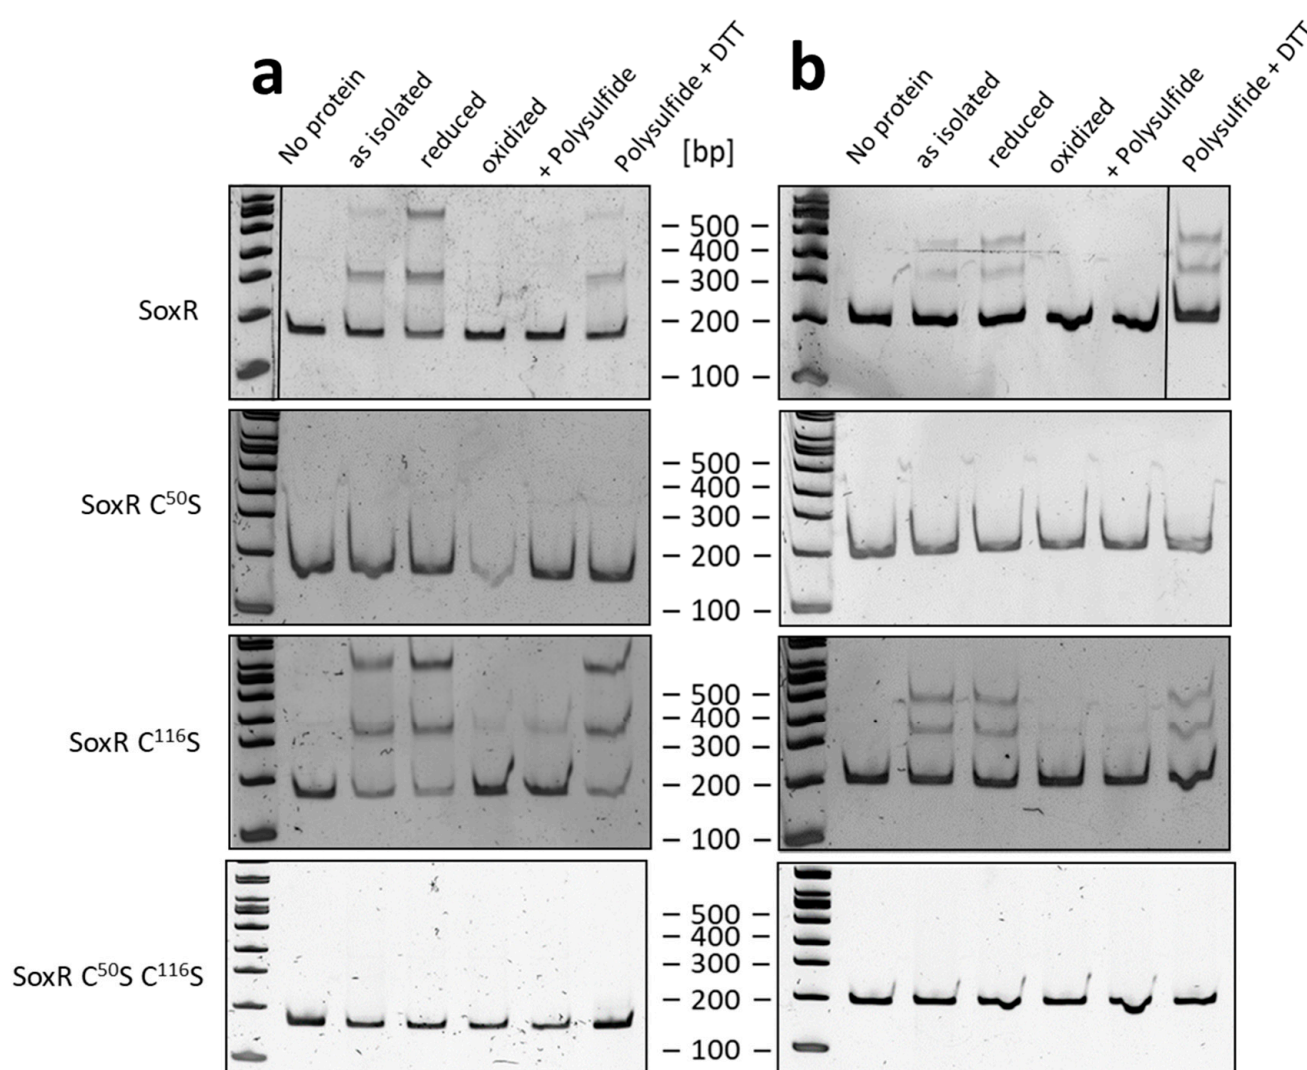 a
No protein
as isolated
reduced
oxidized
+ Polysulfide
Polysulfide + DTT
b
No protein
as isolated
reduced
oxidized
+ Polysulfide
Polysulfide + DTT
[bp]
SoxR
– 500 –
– 400 –
– 300 –
– 200 –
– 100 –
SoxR C⁵⁰S
– 500 –
– 400 –
– 300 –
– 200 –
– 100 –
SoxR C¹¹⁶S
– 500 –
– 400 –
– 300 –
– 200 –
– 100 –
SoxR C⁵⁰S C¹¹⁶S
– 500 –
– 400 –
– 300 –
– 200 –
– 100 –